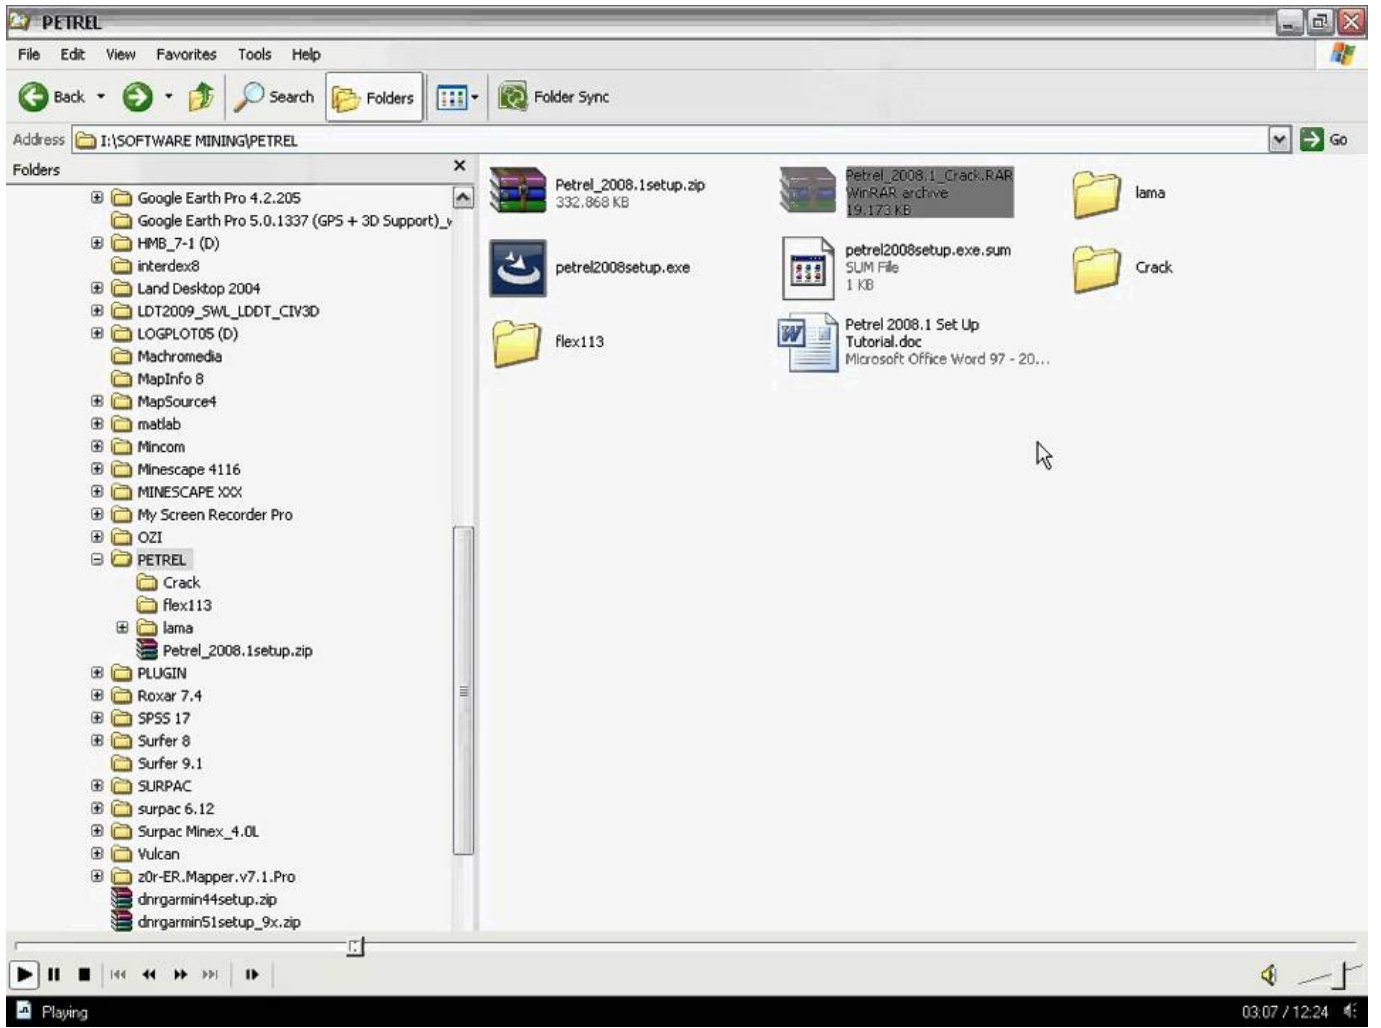 PETREL
File Edit View Favorites Tools Help
Back Search Folders Folder Sync
Address I:\SOFTWARE MINING\PETREL Go
Folders
Google Earth Pro 4.2.205
Google Earth Pro 5.0.1337 (GPS + 3D Support)_
HMB_7-1 (D)
interdex8
Land Desktop 2004
LDT2009_SWL_LDDT_CIV3D
LOGPLOT05 (D)
Machromedia
MapInfo 8
MapSource4
matlab
Mincom
Minescape 4116
MINESCAPE XXX
My Screen Recorder Pro
OZI
PETREL
Crack
flex113
lama
Petrel_2008.1setup.zip
PLUGIN
Roxar 7.4
SPSS 17
Surfer 8
Surfer 9.1
SURPAC
surpac 6.12
Surpac Minex_4.0L
Vulcan
z0r-ER.Mapper.v7.1.Pro
dnrgarmin44setup.zip
dnrgarmin51setup_9x.zip
Petrel_2008.1setup.zip
332.868 KB
Petrel_2008.1_Crack.RAR
WinRAR archive
19.173 KB
lama
petrel2008setup.exe
petrel2008setup.exe.sum
SUM File
1 KB
Crack
flex113
Petrel 2008.1 Set Up
Tutorial.doc
Microsoft Office Word 97 - 20...
Playing
03:07 / 12:24